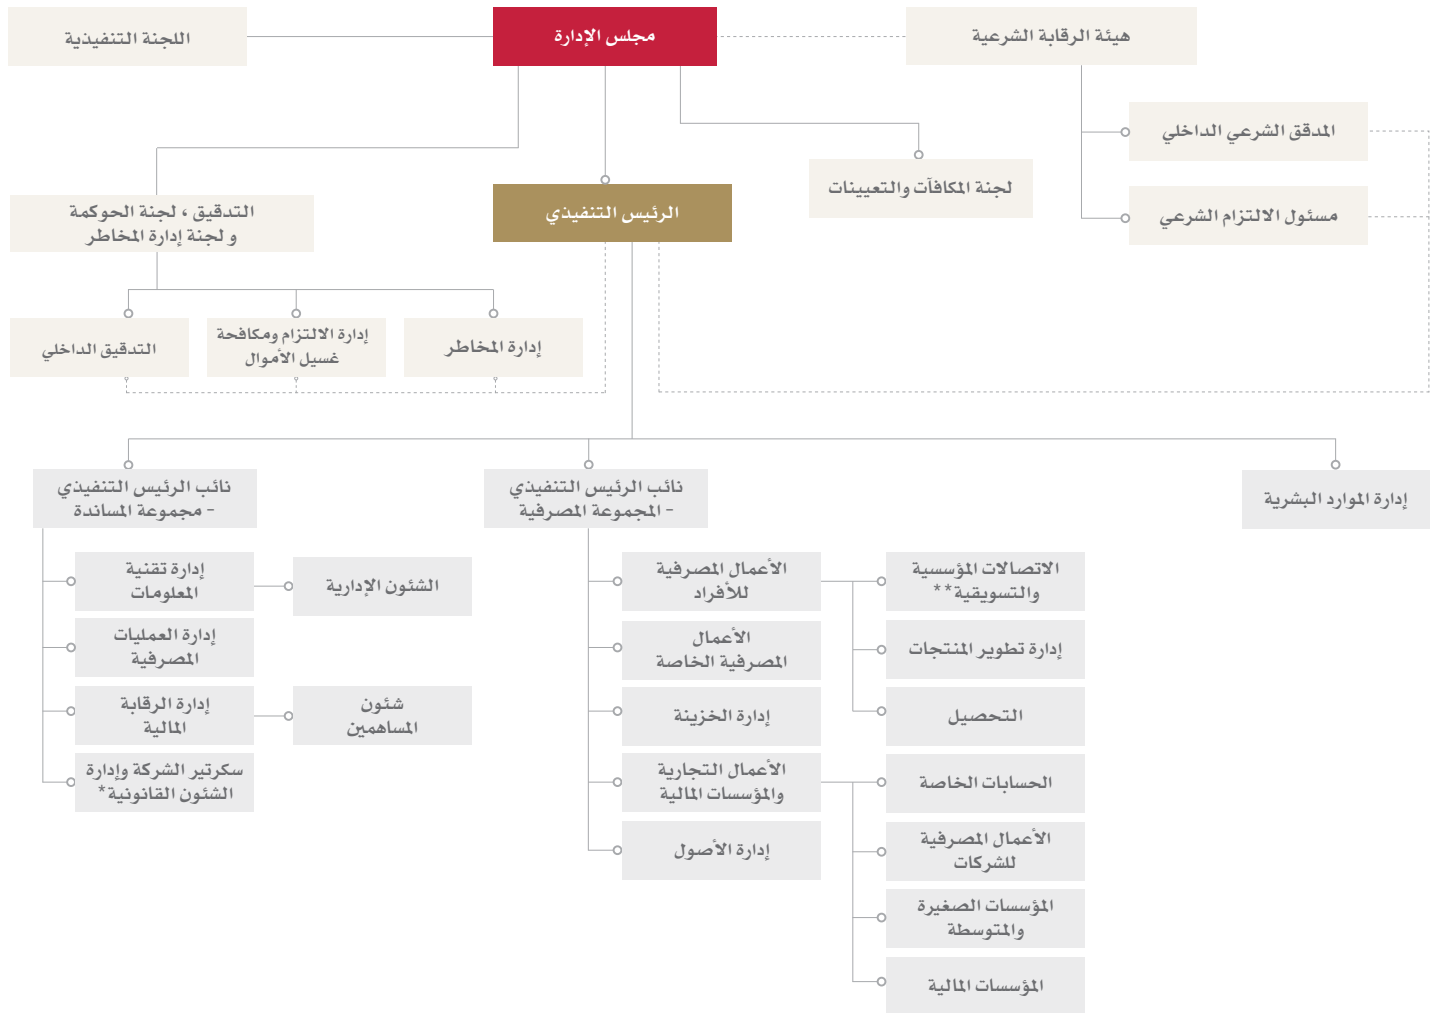 هيئة الرقابة الشرعية
مجلس الإدارة
اللجنة التنفيذية
المدقق الشرعي الداخلي
مسئول الالتزام الشرعي
لجنة المكافآت والتعيينات
الرئيس التنفيذي
التدقيق ، لجنة الحوكمة
و لجنة إدارة المخاطر
إدارة المخاطر
إدارة الالتزام ومكافحة
غسيل الأموال
التدقيق الداخلي
إدارة الموارد البشرية
نائب الرئيس التنفيذي
- المجموعة المصرفية
نائب الرئيس التنفيذي
- مجموعة المساندة
الاتصالات المؤسسية
والتسويقية**
إدارة تطوير المنتجات
التحصيل
الحسابات الخاصة
الأعمال المصرفية
للشركات
المؤسسات الصغيرة
والمتوسطة
المؤسسات المالية
الأعمال المصرفية
للأفراد
الأعمال
المصرفية الخاصة
إدارة الخزينة
الأعمال التجارية
والمؤسسات المالية
إدارة الأصول
الشئون الإدارية
شئون
المساهمين
إدارة تقنية
المعلومات
إدارة العمليات
المصرفية
إدارة الرقابة
المالية
سكرتير الشركة وإدارة
الشئون القانونية*